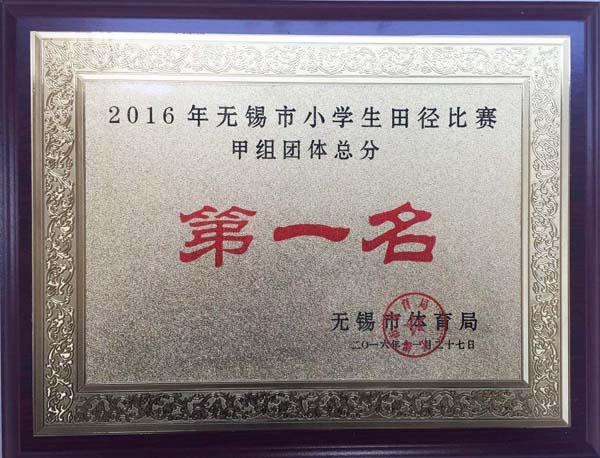 2016年无锡市小学生田径比赛
甲组团体总分
第一名
无锡市体育局
二〇一六年十一月二十七日